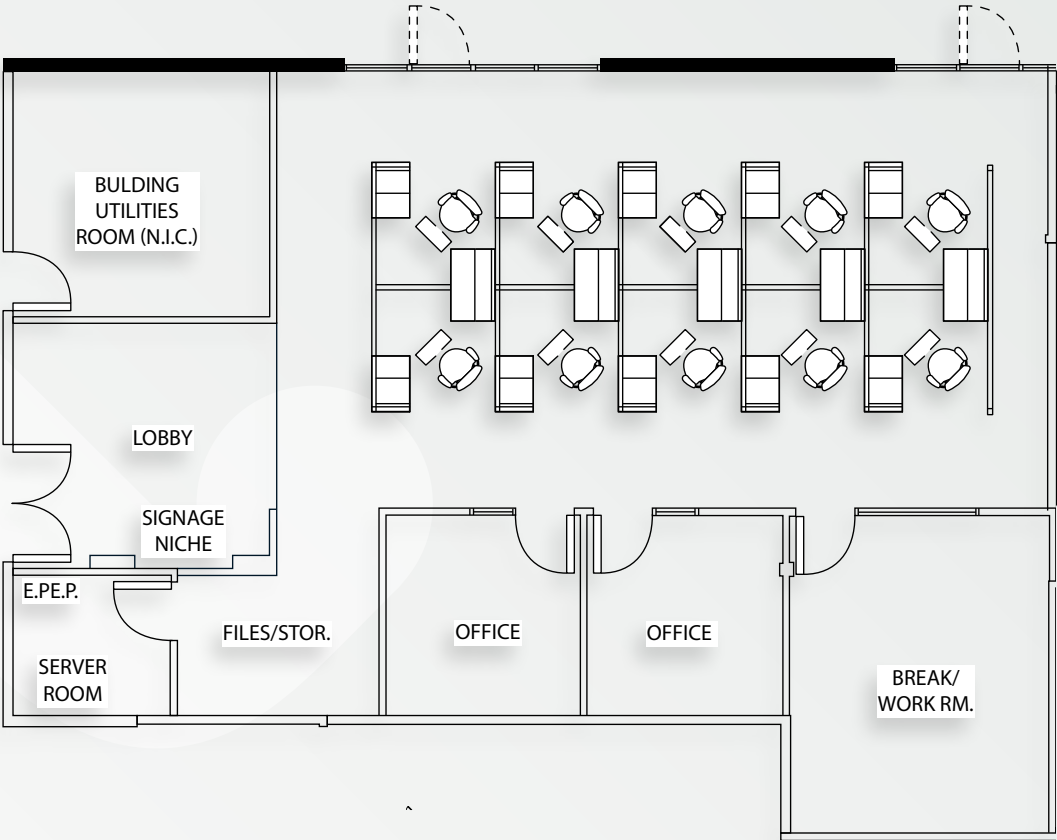 BULDING
UTILITIES
ROOM (N.I.C.)
LOBBY
SIGNAGE
NICHE
E.PE.P.
SERVER
ROOM
FILES/STOR.
OFFICE
OFFICE
BREAK/
WORK RM.